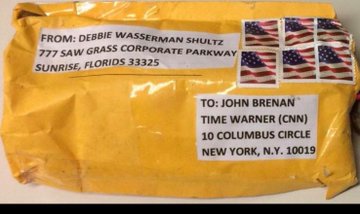 FROM: DEBBIE WASSERMAN SHULTZ
777 SAW GRASS CORPORATE PARKWAY
SUNRISE, FLORIDS 33325
TO: JOHN BRENAN
TIME WARNER (CNN)
10 COLUMBUS CIRCLE
NEW YORK, N.Y. 10019